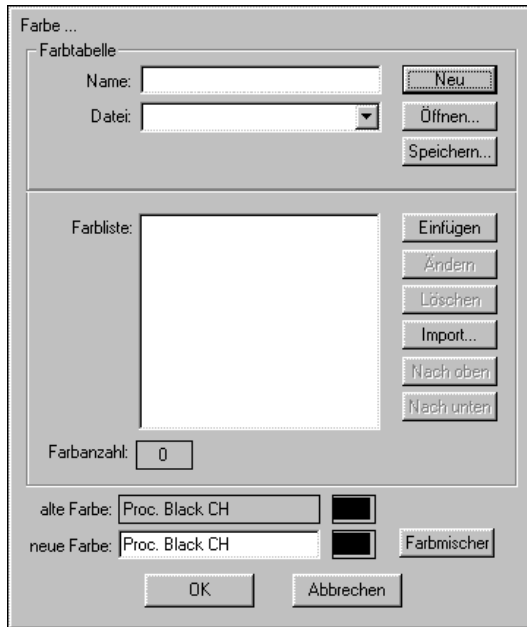 Farbe ...
Farbtabelle
Name: Neu
Datei: Öffnen...
Speichern...
Farbliste: Einfügen
Ändern
Löschen
Import...
Nach oben
Nach unten
Farbanzahl: 0
alte Farbe: Proc. Black CH
neue Farbe: Proc. Black CH Farbmischer
OK Abbrechen